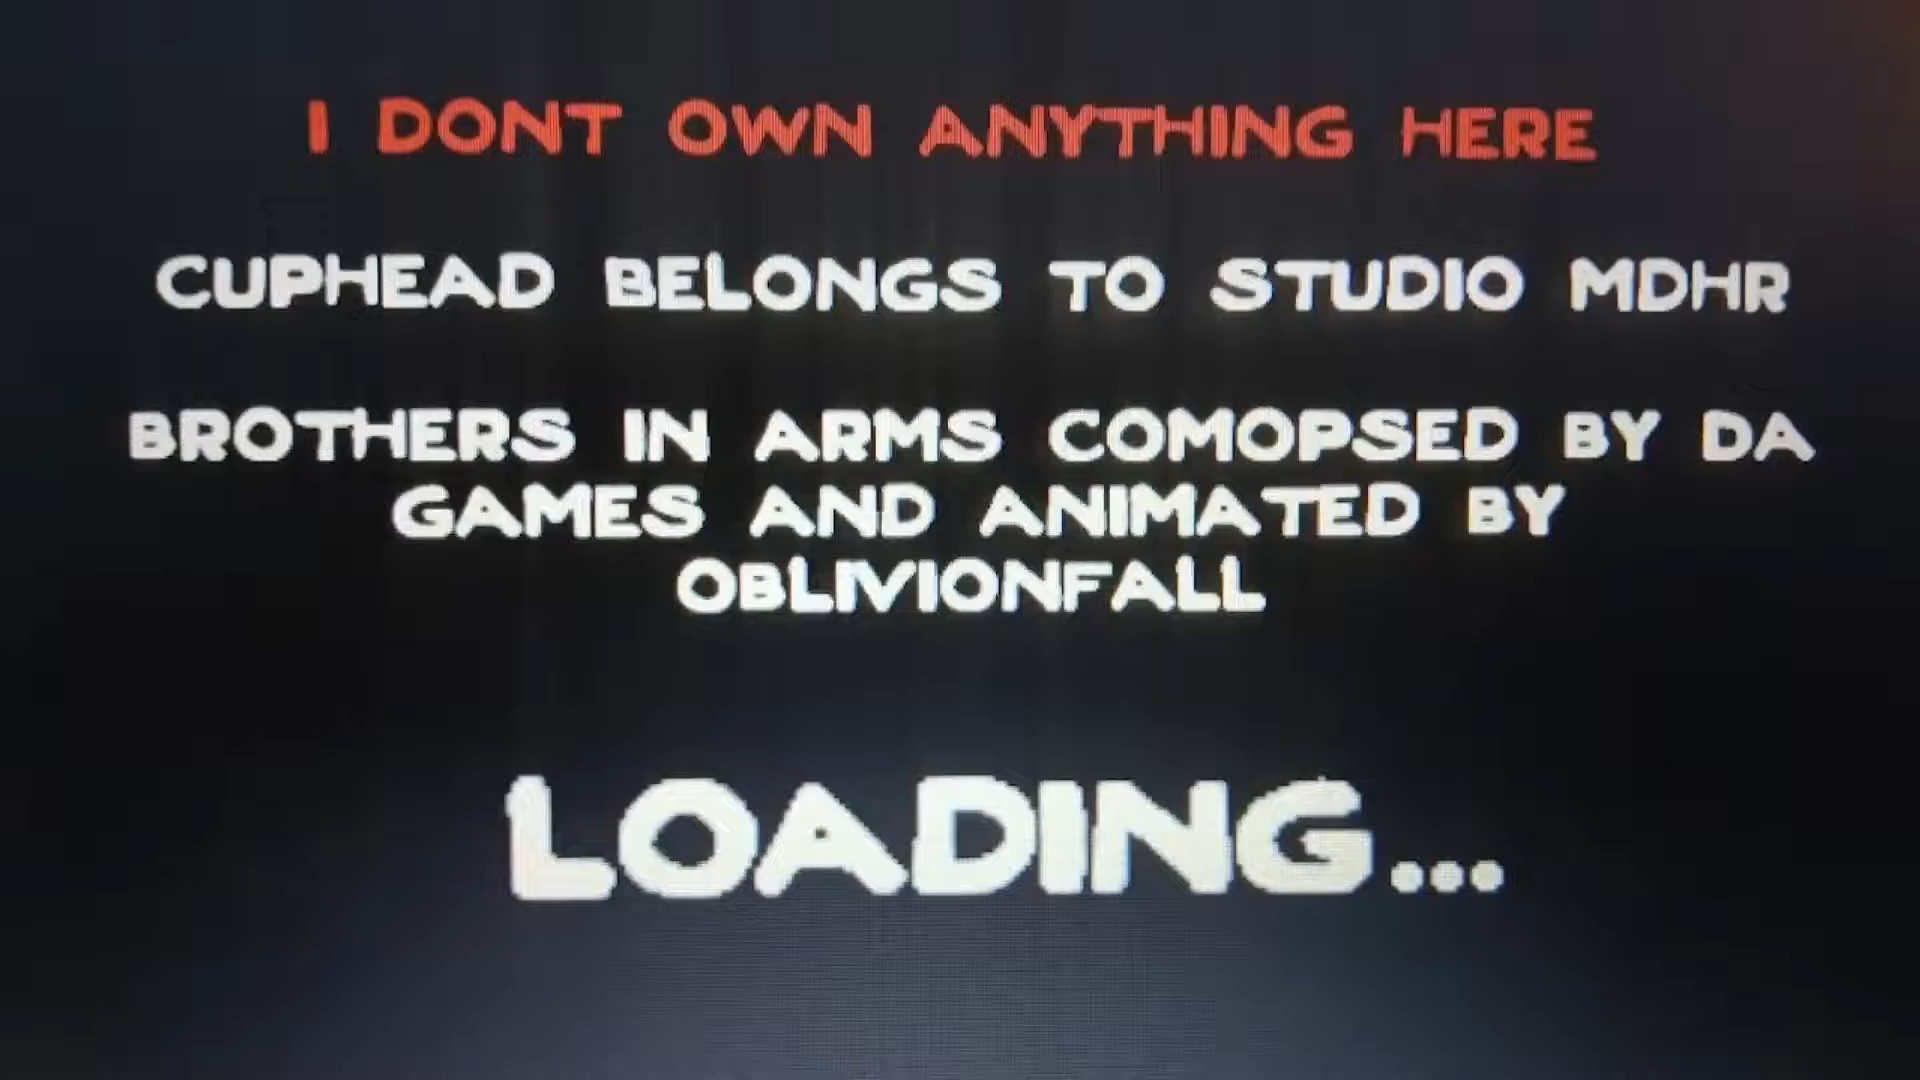 I DONT OWN ANYTHING HERE
CUPHEAD BELONGS TO STUDIO MDHR
BROTHERS IN ARMS COMOPSED BY DA
GAMES AND ANIMATED BY
OBLIVIONFALL
LOADING...